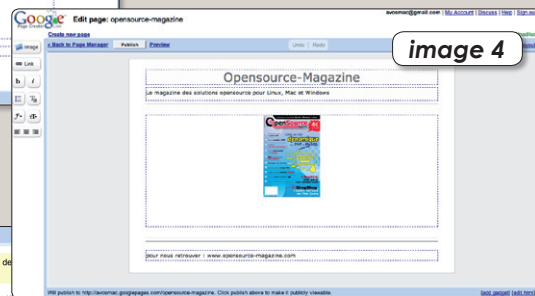 Google Page Creator Edit page: opensource-magazine
avosmac@gmail.com | My Account | Discuss | Help | Sign
Create new page
« Back to Page Manager Publish Preview Undo | Redo
image 4
Image
Link
b i
Opensource-Magazine
Le magazine des solutions opensource pour Linux, Mac et Windows
OpenSource
pour nous retrouver : www.opensource-magazine.com
de
Will publish to http://avosmac.googlepages.com/opensource-magazine. Click publish above to make it publicly viewable. [add gadget] [edit html]